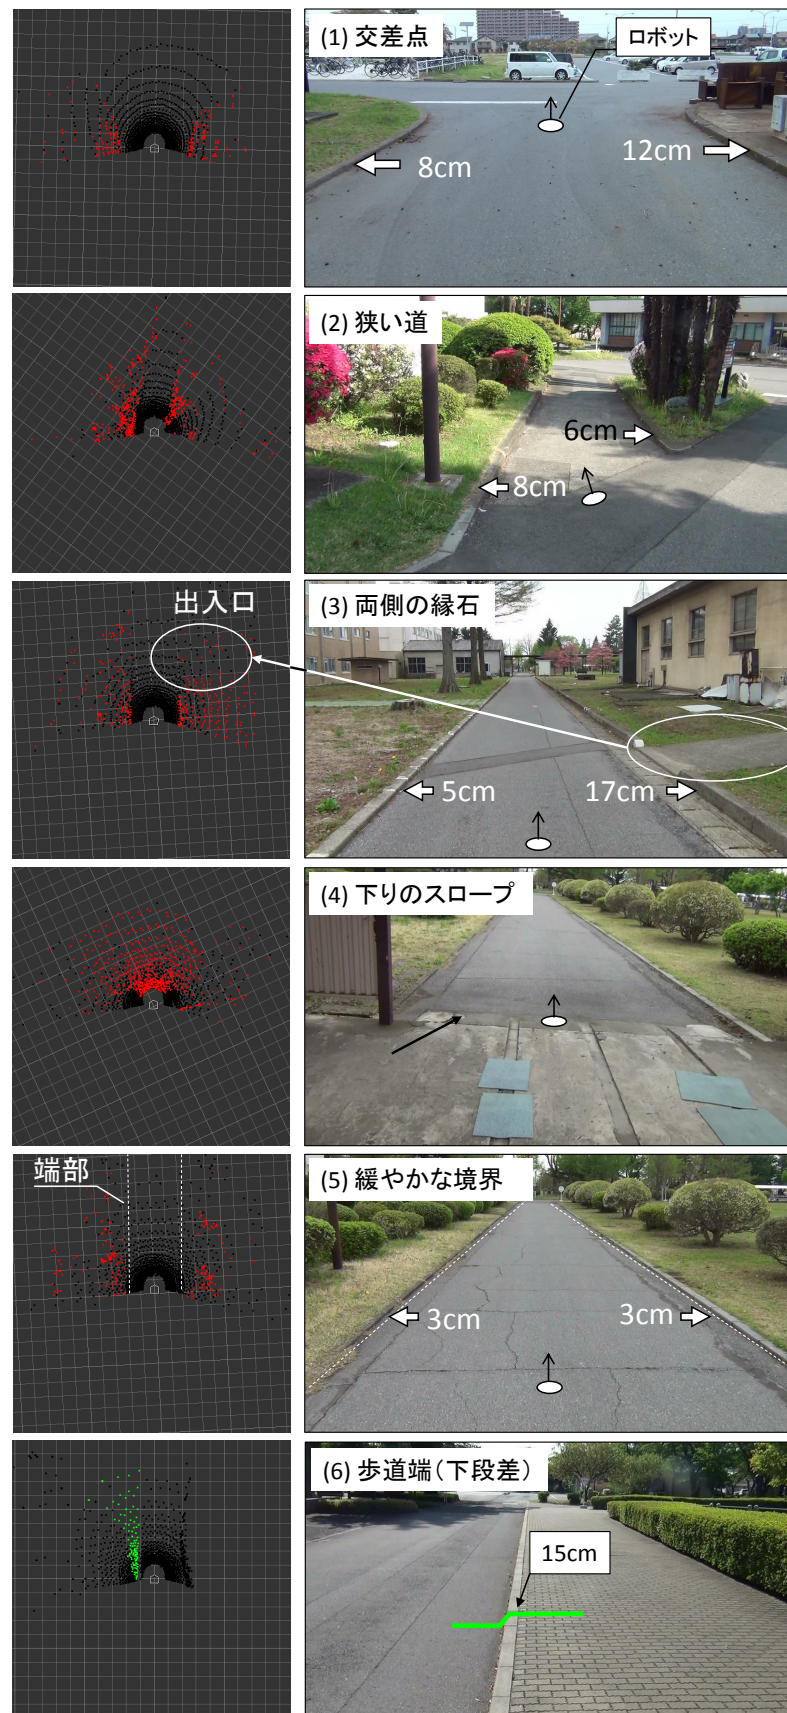 (1) 交差点
ロボット
8cm
12cm
(2) 狭い道
6cm
8cm
出入口
(3) 両側の縁石
5cm
17cm
(4) 下りのスロープ
端部
(5) 緩やかな境界
3cm
3cm
(6) 歩道端(下段差)
15cm